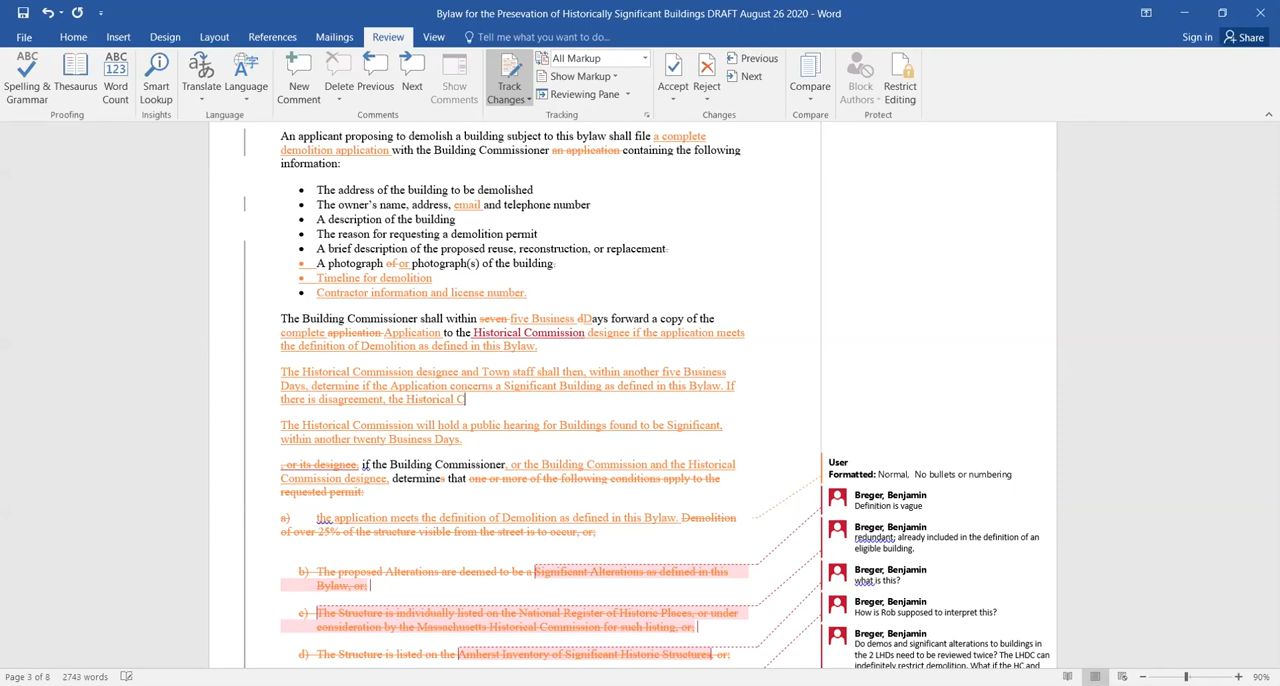 Bylaw for the Presevation of Historically Significant Buildings DRAFT August 26 2020 - Word
File Home Insert Design Layout References Mailings Review View Tell me what you want to do... Sign in Share
Spelling & Grammar
Thesaurus
Word Count
Smart Lookup
Translate
Language
New Comment
Delete
Previous
Next
Show Comments
Track Changes
All Markup
Show Markup
Reviewing Pane
Accept
Reject
Previous
Next
Compare
Block Authors
Restrict Editing
Proofing Insights Language Comments Tracking Changes Compare Protect
An applicant proposing to demolish a building subject to this bylaw shall file a complete
demolition application with the Building Commissioner an application containing the following
information:
• The address of the building to be demolished
• The owner's name, address, email and telephone number
• A description of the building
• The reason for requesting a demolition permit
• A brief description of the proposed reuse, reconstruction, or replacement.
• A photograph of or photograph(s) of the building.
• Timeline for demolition
• Contractor information and license number.
The Building Commissioner shall within seven five Business dDays forward a copy of the
complete application Application to the Historical Commission designee if the application meets
the definition of Demolition as defined in this Bylaw.
The Historical Commission designee and Town staff shall then, within another five Business
Days, determine if the Application concerns a Significant Building as defined in this Bylaw. If
there is disagreement, the Historical C
The Historical Commission will hold a public hearing for Buildings found to be Significant,
within another twenty Business Days.
, or its designee, if the Building Commissioner, or the Building Commission and the Historical
Commission designee, determines that one or more of the following conditions apply to the
requested permit:
a) the application meets the definition of Demolition as defined in this Bylaw. Demolition
of over 25% of the structure visible from the street is to occur, or;
b) The proposed Alterations are deemed to be a Significant Alterations as defined in this
Bylaw, or;
c) The Structure is individually listed on the National Register of Historic Places, or under
consideration by the Massachusetts Historical Commission for such listing, or;
d) The Structure is listed on the Amherst Inventory of Significant Historic Structures, or;
User
Formatted: Normal, No bullets or numbering
Breger, Benjamin
Definition is vague
Breger, Benjamin
redundant; already included in the definition of an
eligible building.
Breger, Benjamin
what is this?
Breger, Benjamin
How is Rob supposed to interpret this?
Breger, Benjamin
Do demos and significant alterations to buildings in
the 2 LHDs need to be reviewed twice? The LHDC can
indefinitely restrict demolition. What if the HC and
Page 3 of 8 2743 words 90%